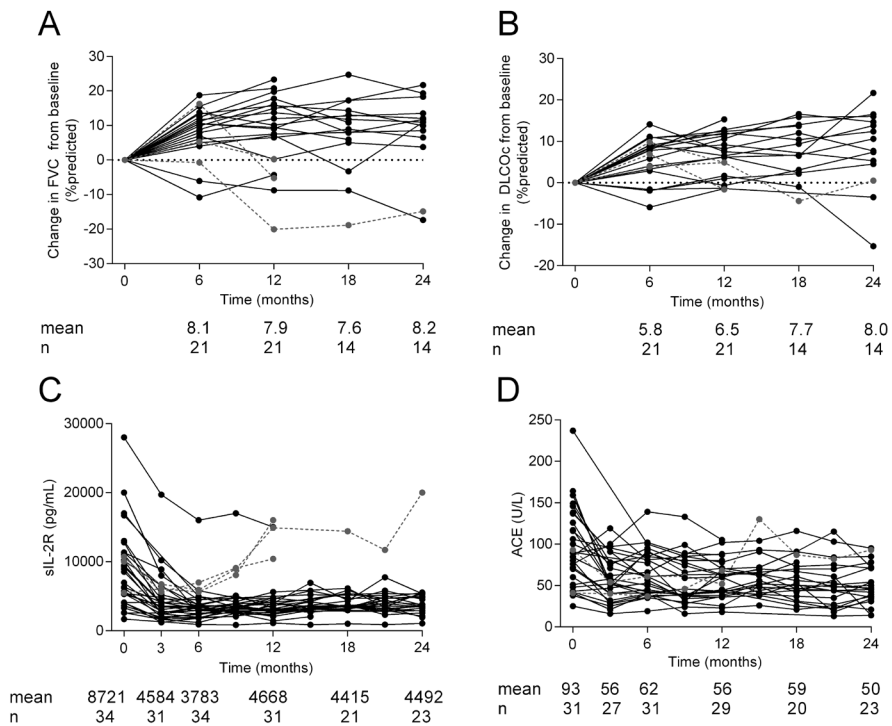 A
Change in FVC from baseline
(%predicted)
30
20
10
0
-10
-20
-30
0 6 12 18 24
Time (months)
mean 8.1 7.9 7.6 8.2
n 21 21 14 14
B
Change in DLCOc from baseline
(%predicted)
30
20
10
0
-10
-20
0 6 12 18 24
Time (months)
mean 5.8 6.5 7.7 8.0
n 21 21 14 14
C
sIL-2R (pg/mL)
30000
20000
10000
0
0 3 6 12 18 24
Time (months)
mean 8721 4584 3783 4668 4415 4492
n 34 31 34 31 21 23
D
ACE (U/L)
250
200
150
100
50
0
0 6 12 18 24
Time (months)
mean 93 56 62 56 59 50
n 31 27 31 29 20 23